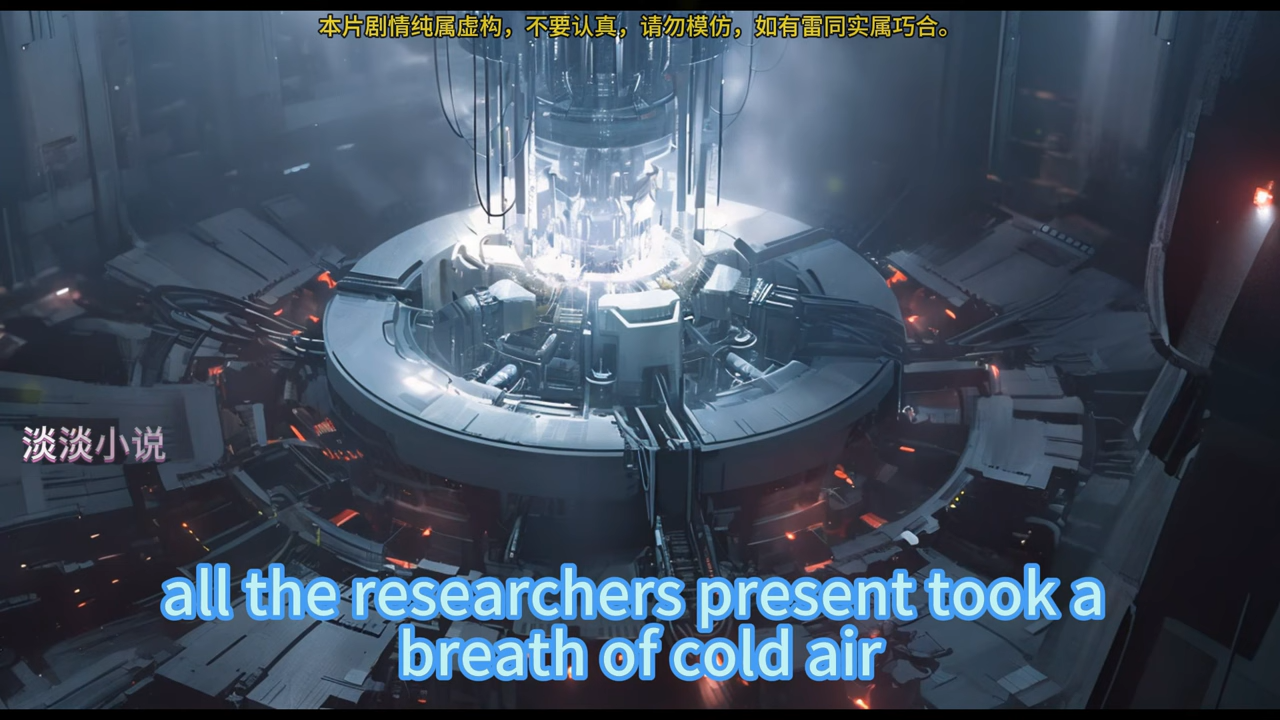 本片剧情纯属虚构，不要认真，请勿模仿，如有雷同实属巧合。
淡淡小说
all the researchers present took a
breath of cold air